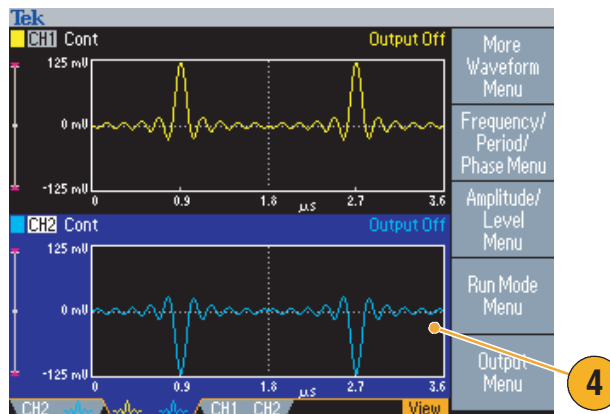 Tek
CH1 Cont Output Off
125 mV
0 mV
-125 mV
0 0.9 1.8 µs 2.7 3.6
CH2 Cont Output Off
125 mV
0 mV
-125 mV
0 0.9 1.8 µs 2.7 3.6
CH2 CH1 CH2 View
More
Waveform
Menu
Frequency/
Period/
Phase Menu
Amplitude/
Level
Menu
Run Mode
Menu
Output
Menu
4